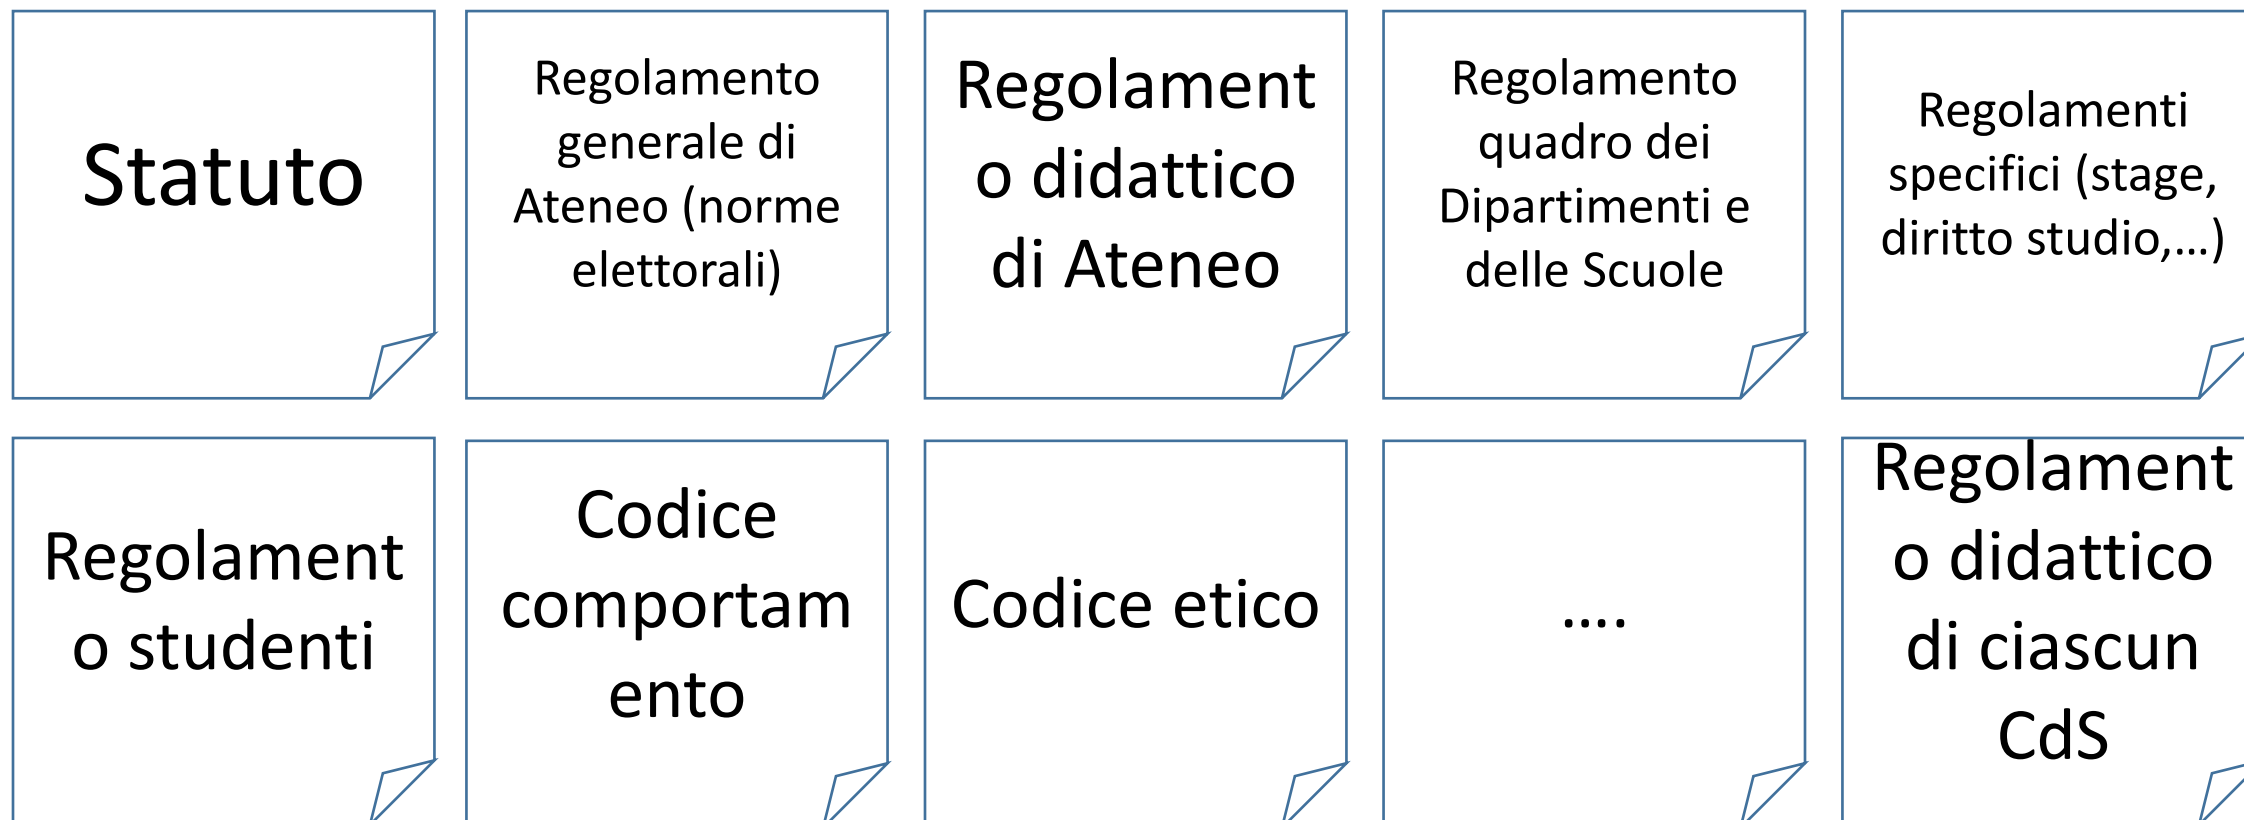 Statuto
Regolamento
generale di
Ateneo (norme
elettorali)
Regolament
o didattico
di Ateneo
Regolamento
quadro dei
Dipartimenti e
delle Scuole
Regolamenti
specifici (stage,
diritto studio,...)
Regolament
o studenti
Codice
comportam
ento
Codice etico
....
Regolament
o didattico
di ciascun
CdS